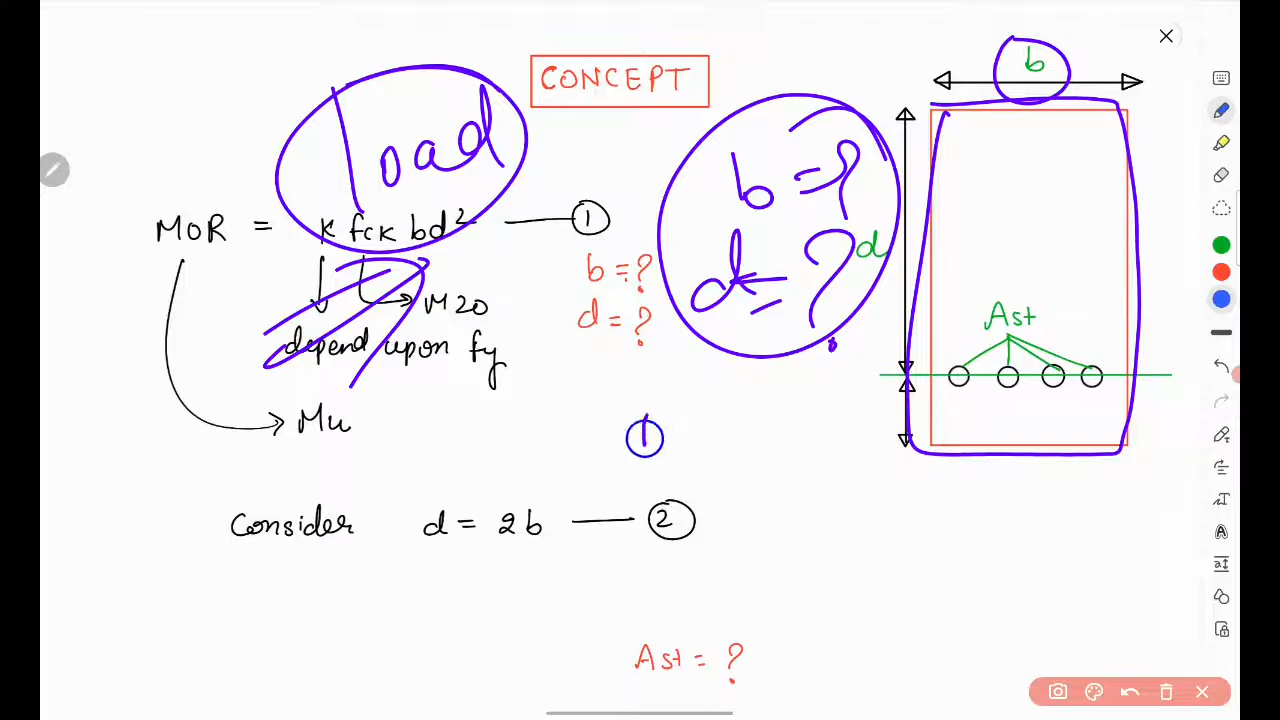 CONCEPT
b
Load
b = ?
MOR = k fck bd² ① 
d
b = ?
d = ?
d = ?
M20
Ast
depend upon fy
Mu
①
Consider d = 2b ②
Ast = ?